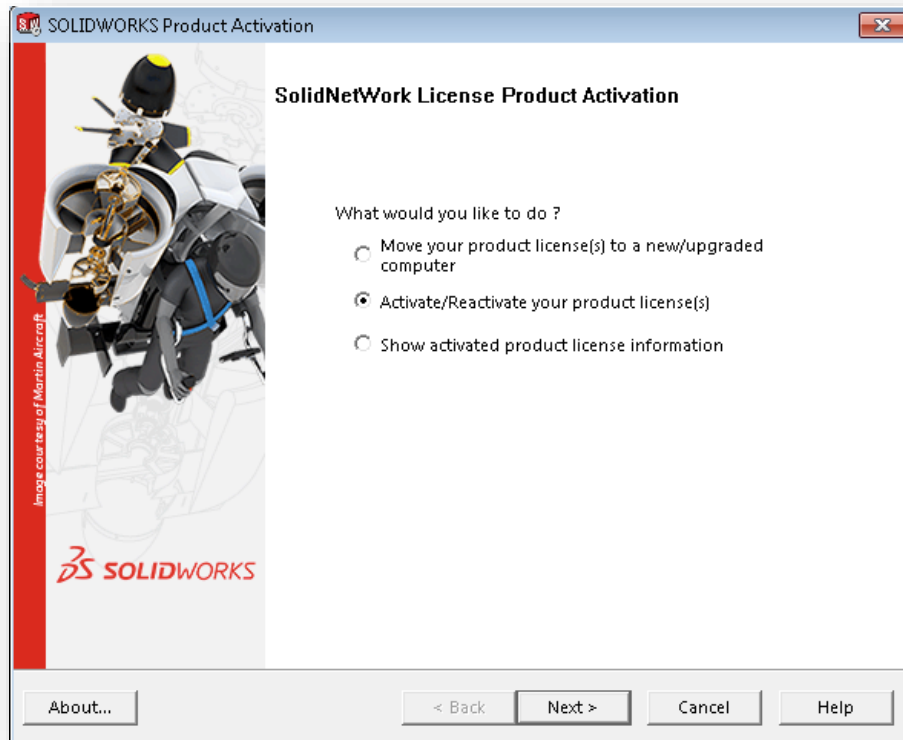 SOLIDWORKS Product Activation
SolidNetWork License Product Activation
What would you like to do ?
Move your product license(s) to a new/upgraded
computer
Activate/Reactivate your product license(s)
Show activated product license information
Image courtesy of Martin Aircraft
SOLIDWORKS
About...
< Back
Next >
Cancel
Help